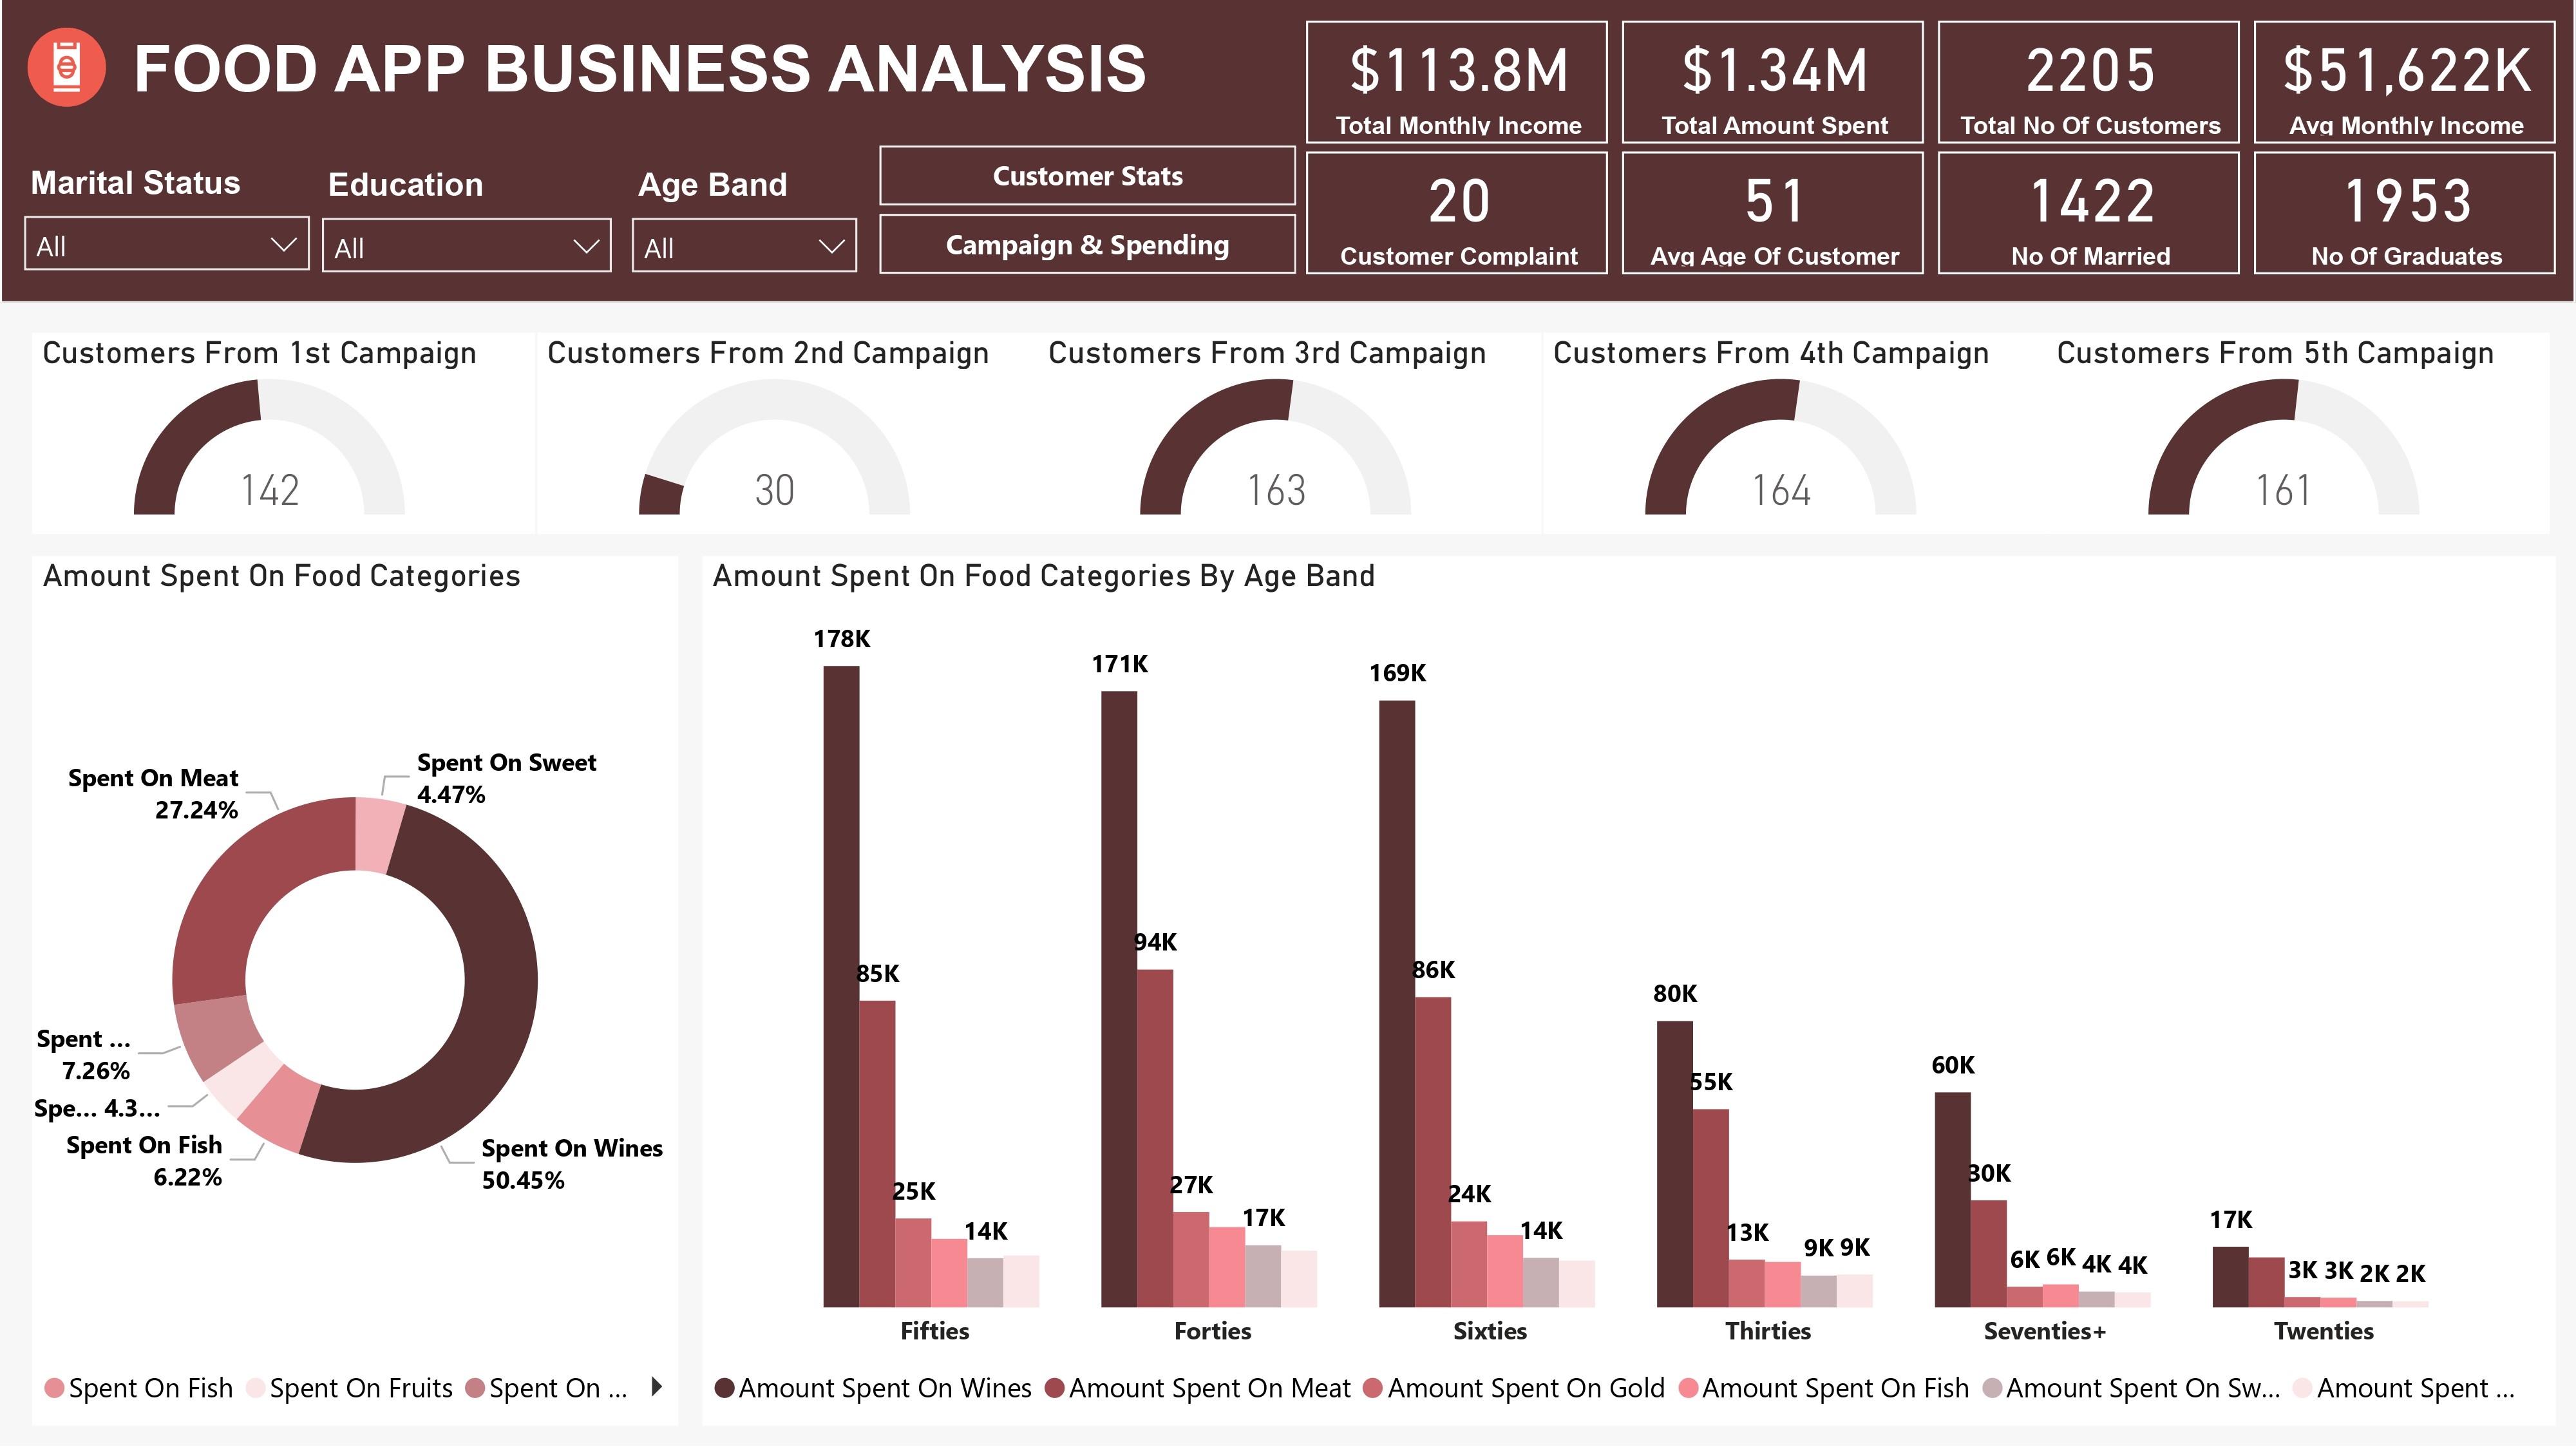 FOOD APP BUSINESS ANALYSIS
$113.8M
Total Monthly Income
$1.34M
Total Amount Spent
2205
Total No Of Customers
$51,622K
Avg Monthly Income
Marital Status
All
Education
All
Age Band
All
Customer Stats
Campaign & Spending
20
Customer Complaint
51
Avg Age Of Customer
1422
No Of Married
1953
No Of Graduates
Customers From 1st Campaign
142
Customers From 2nd Campaign
30
Customers From 3rd Campaign
163
Customers From 4th Campaign
164
Customers From 5th Campaign
161
Amount Spent On Food Categories
Spent On Sweet
4.47%
Spent On Meat
27.24%
Spent ...
7.26%
Spe... 4.3...
Spent On Fish
6.22%
Spent On Wines
50.45%
Spent On Fish Spent On Fruits Spent On ...
Amount Spent On Food Categories By Age Band
178K
85K
25K
14K
171K
94K
27K
17K
169K
86K
24K
14K
80K
55K
13K
9K 9K
60K
30K
6K 6K 4K 4K
17K
3K 3K 2K 2K
Fifties Forties Sixties Thirties Seventies+ Twenties
Amount Spent On Wines Amount Spent On Meat Amount Spent On Gold Amount Spent On Fish Amount Spent On Sw... Amount Spent ...